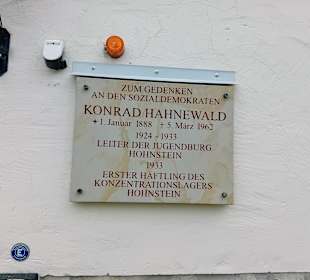 ZUM GEDENKEN
AN DEN SOZIALDEMOKRATEN
KONRAD HAHNEWALD
+ 1. Januar 1888 + 5. März 1962
1924 - 1933
LEITER DER JUGENDBURG
HOHNSTEIN
1933
ERSTER HÄFTLING DES
KONZENTRATIONSLAGERS
HOHNSTEIN